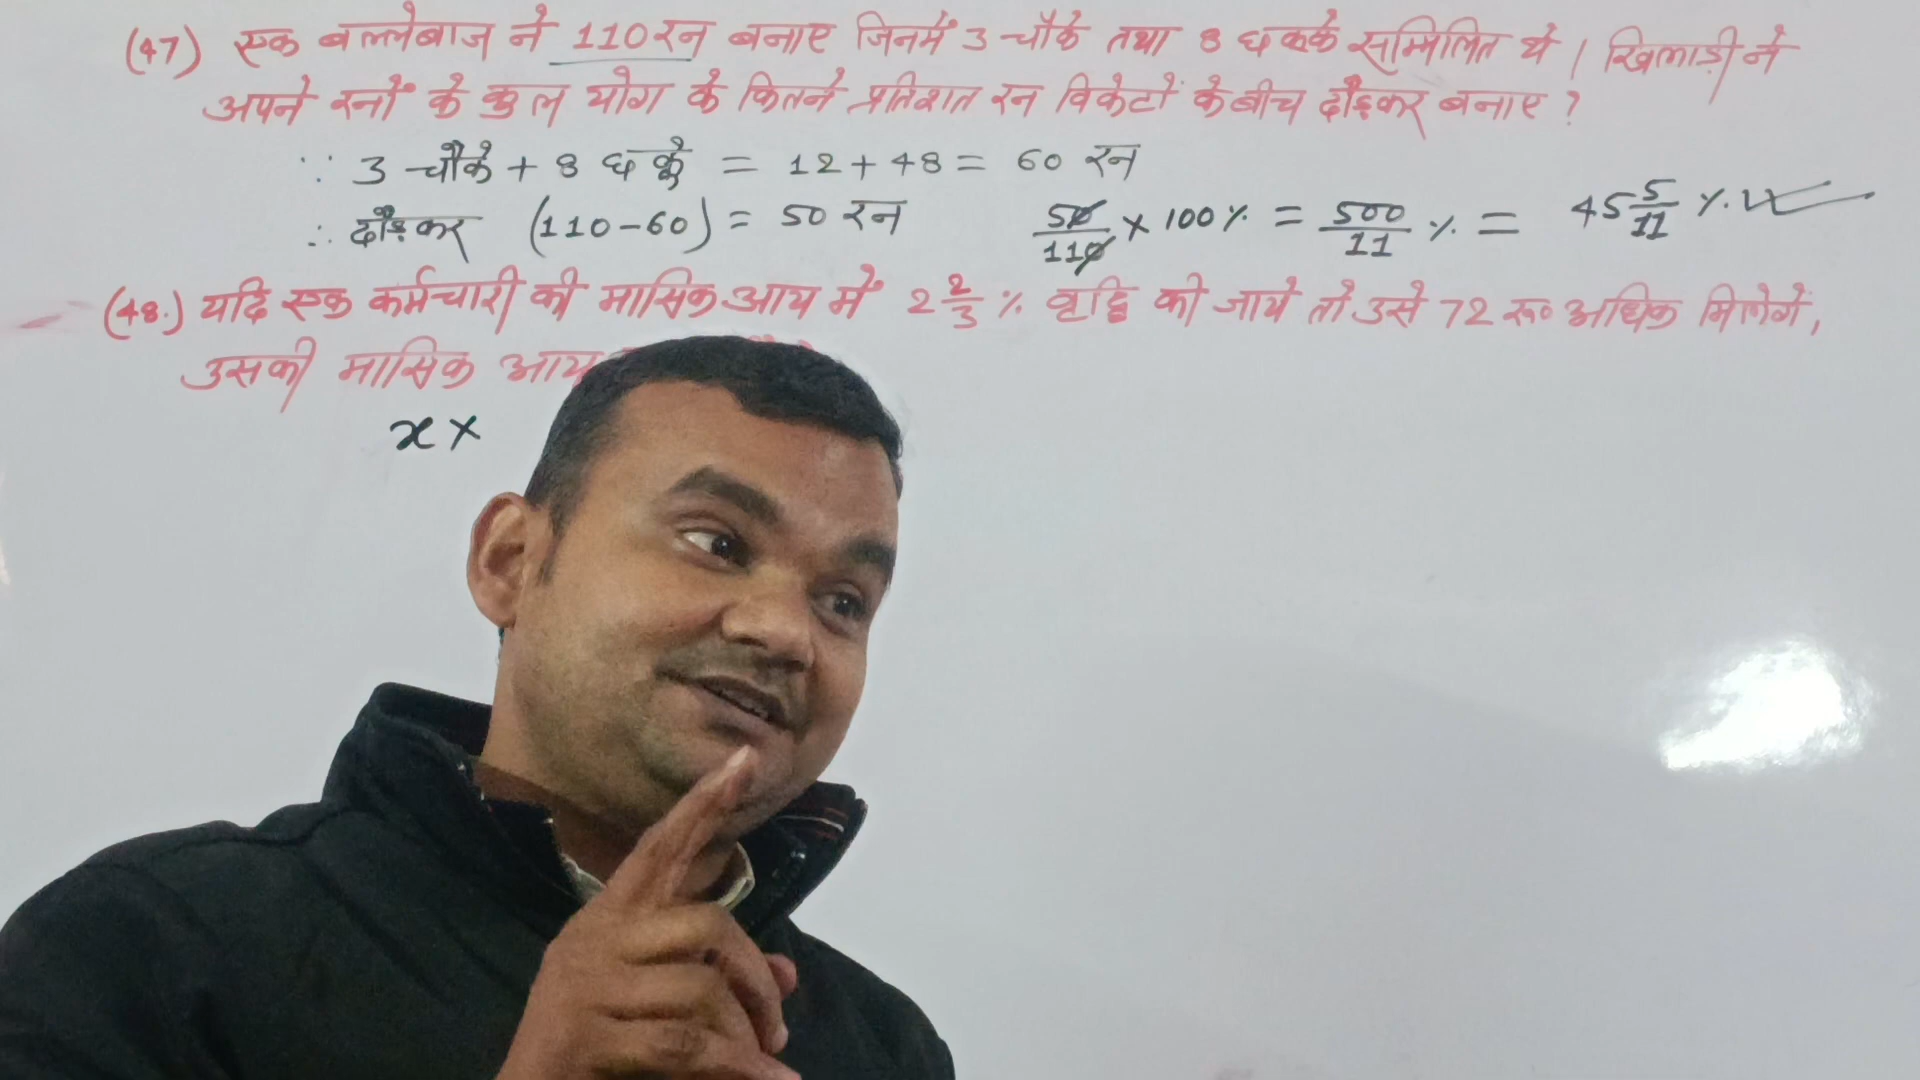 (47) एक बल्लेबाज ने 110 रन बनाए जिनमें 3 चौके तथा 8 छक्के सम्मिलित थे। खिलाड़ी ने
अपने रनों के कुल योग के कितने प्रतिशत रन विकेटों के बीच दौड़कर बनाए ?
∵ 3 चौके + 8 छक्के = 12 + 48 = 60 रन
∴ दौड़कर (110-60) = 50 रन 50/110 × 100% = 500/11 % = 45 5/11 %
(48.) यदि एक कर्मचारी की मासिक आय में 2 2/3 % वृद्धि की जाये तो उसे 72 रू० अधिक मिलेगें,
उसकी मासिक आय
x ×